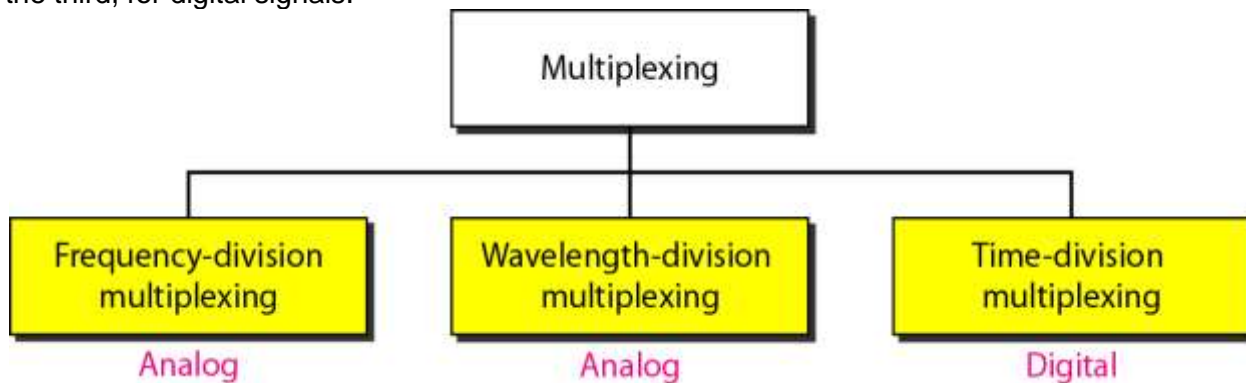 the third, for digital signals.
Multiplexing
Frequency-division
multiplexing
Wavelength-division
multiplexing
Time-division
multiplexing
Analog
Analog
Digital